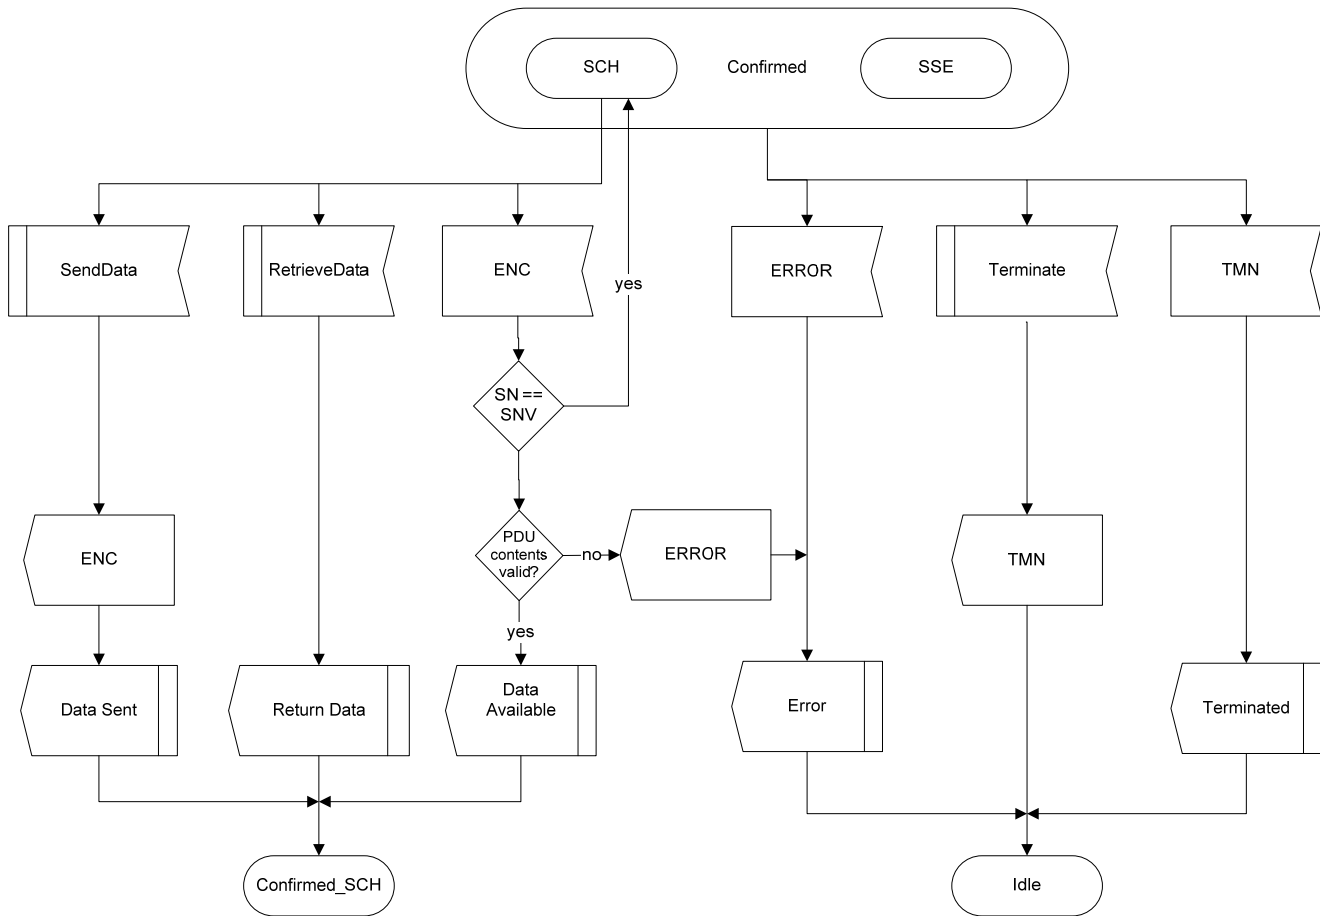 SCH
Confirmed
SSE
SendData
RetrieveData
ENC
ERROR
Terminate
TMN
yes
SN ==
SNV
PDU
contents
valid?
no
ERROR
ENC
TMN
yes
Data Sent
Return Data
Data
Available
Error
Terminated
Confirmed_SCH
Idle